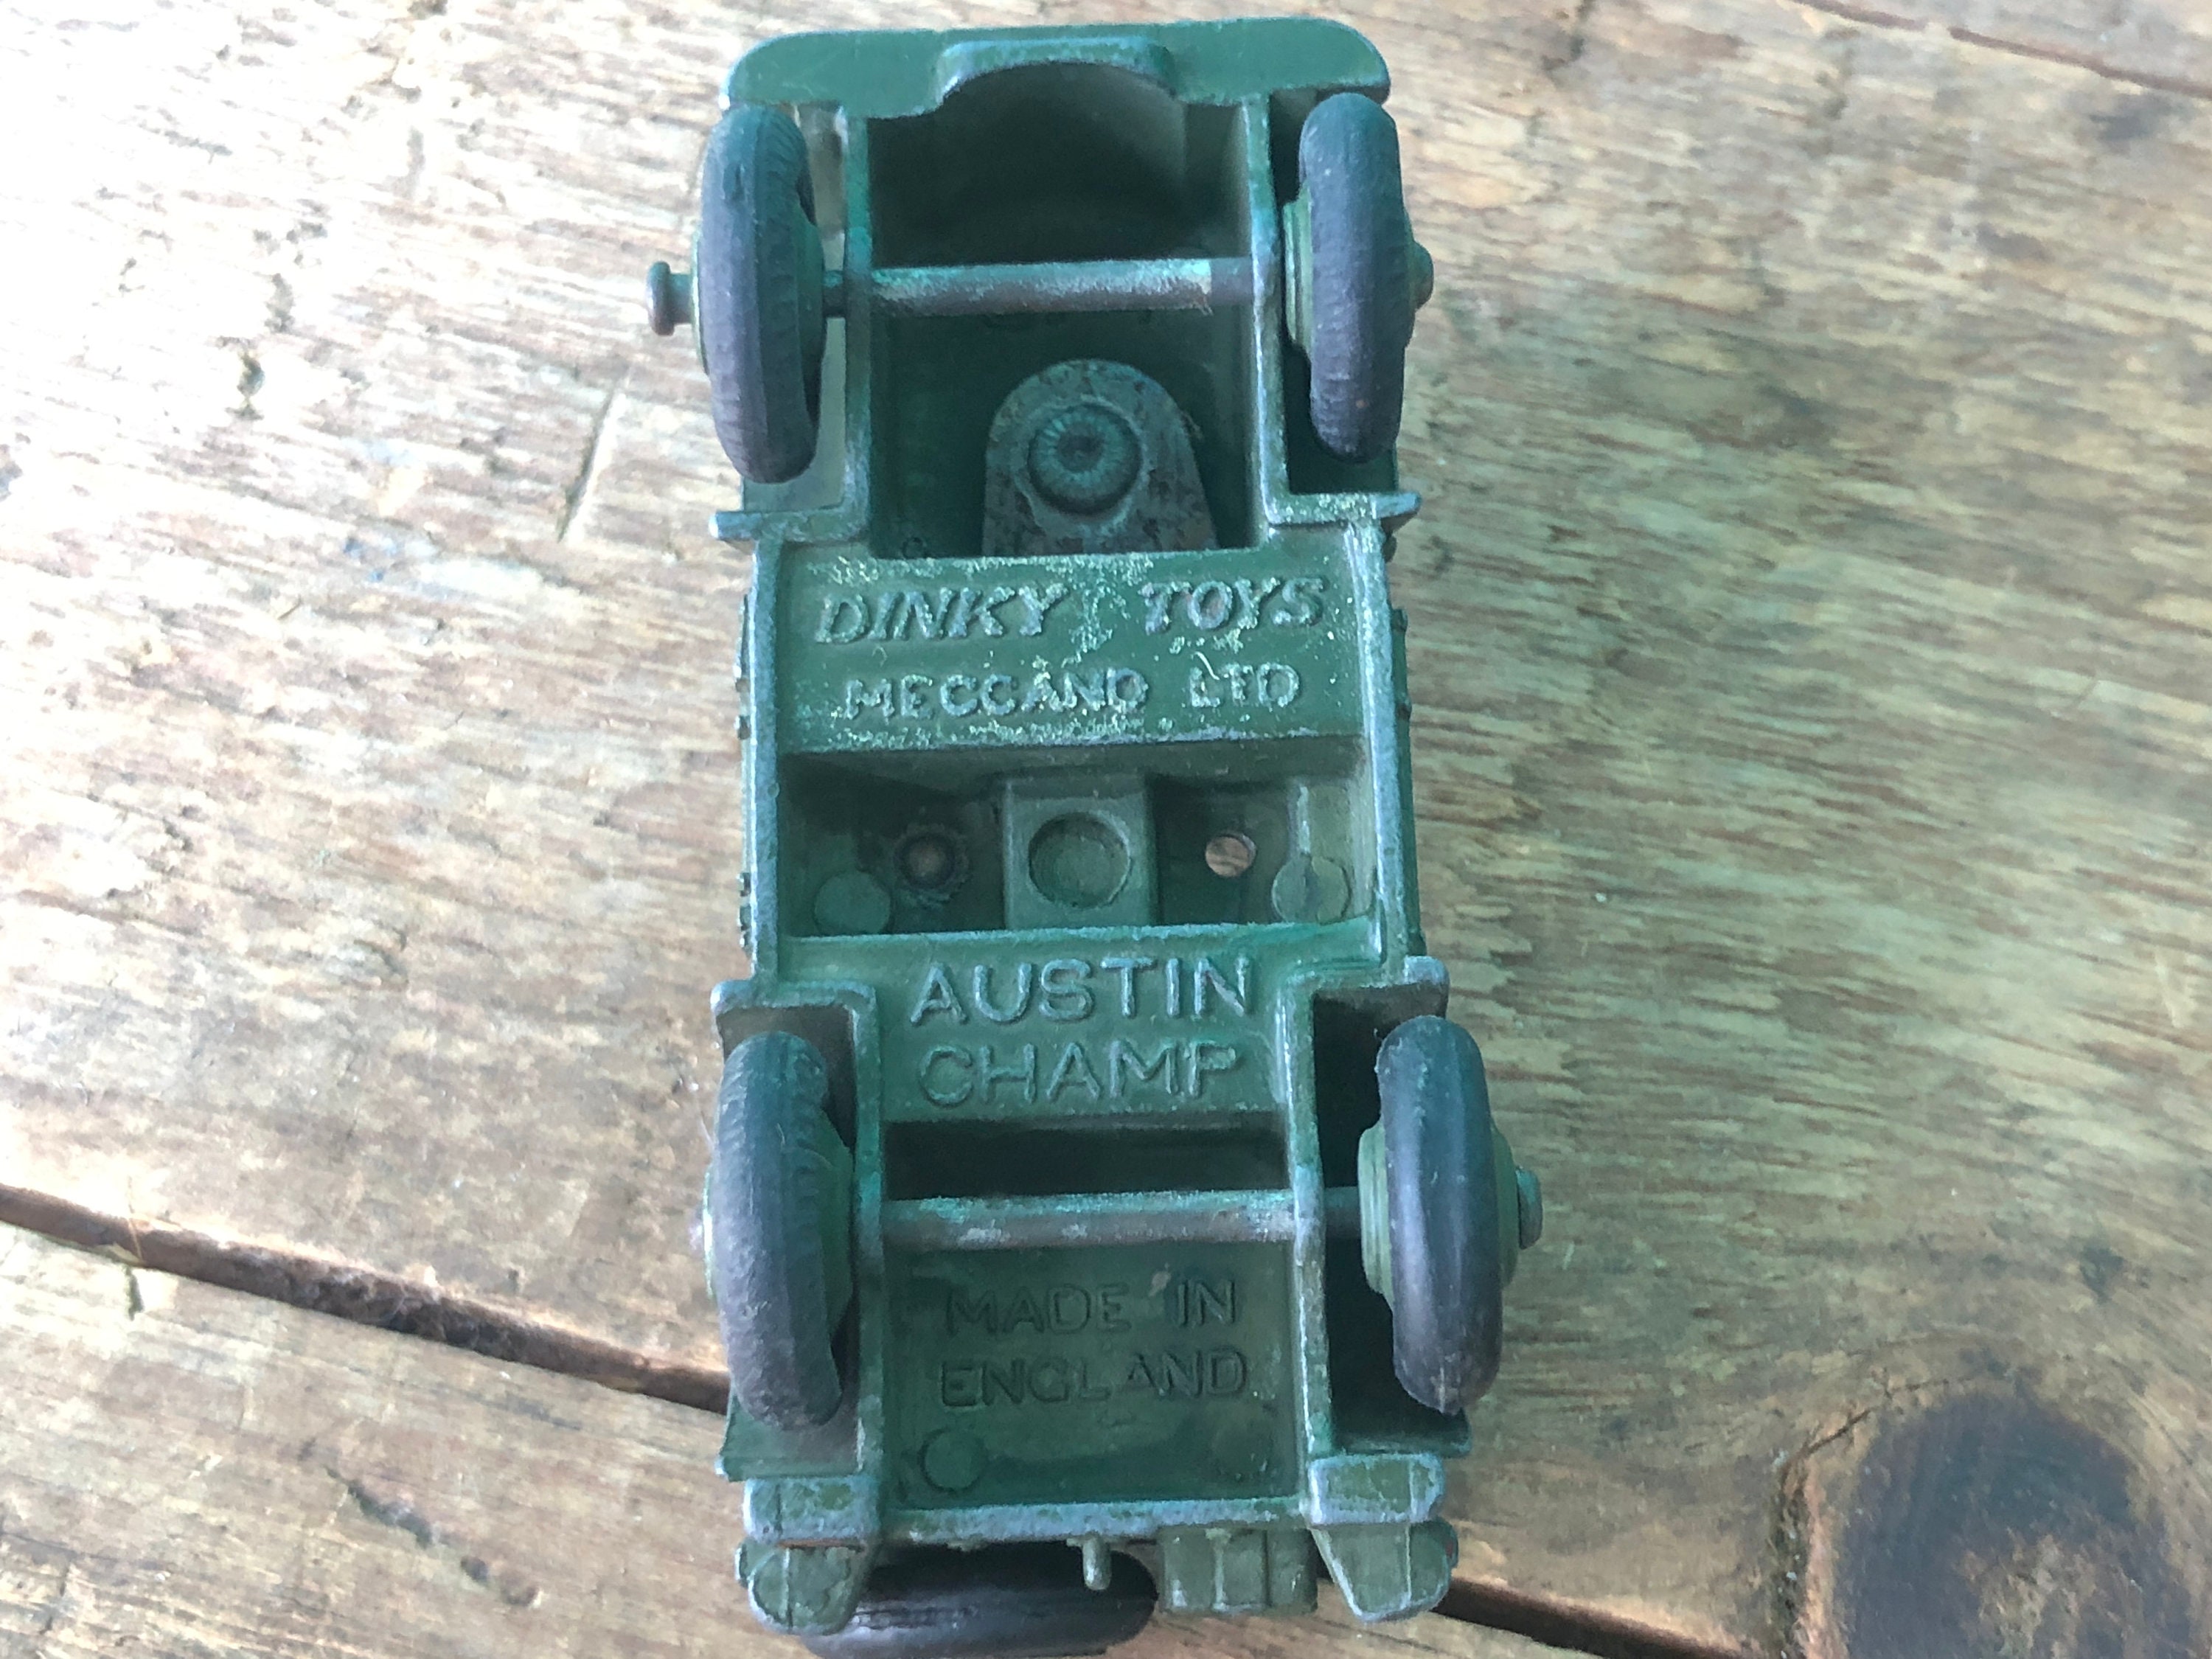 DINKY TOYS
MECCANO LTD
AUSTIN
CHAMP
MADE IN
ENGLAND